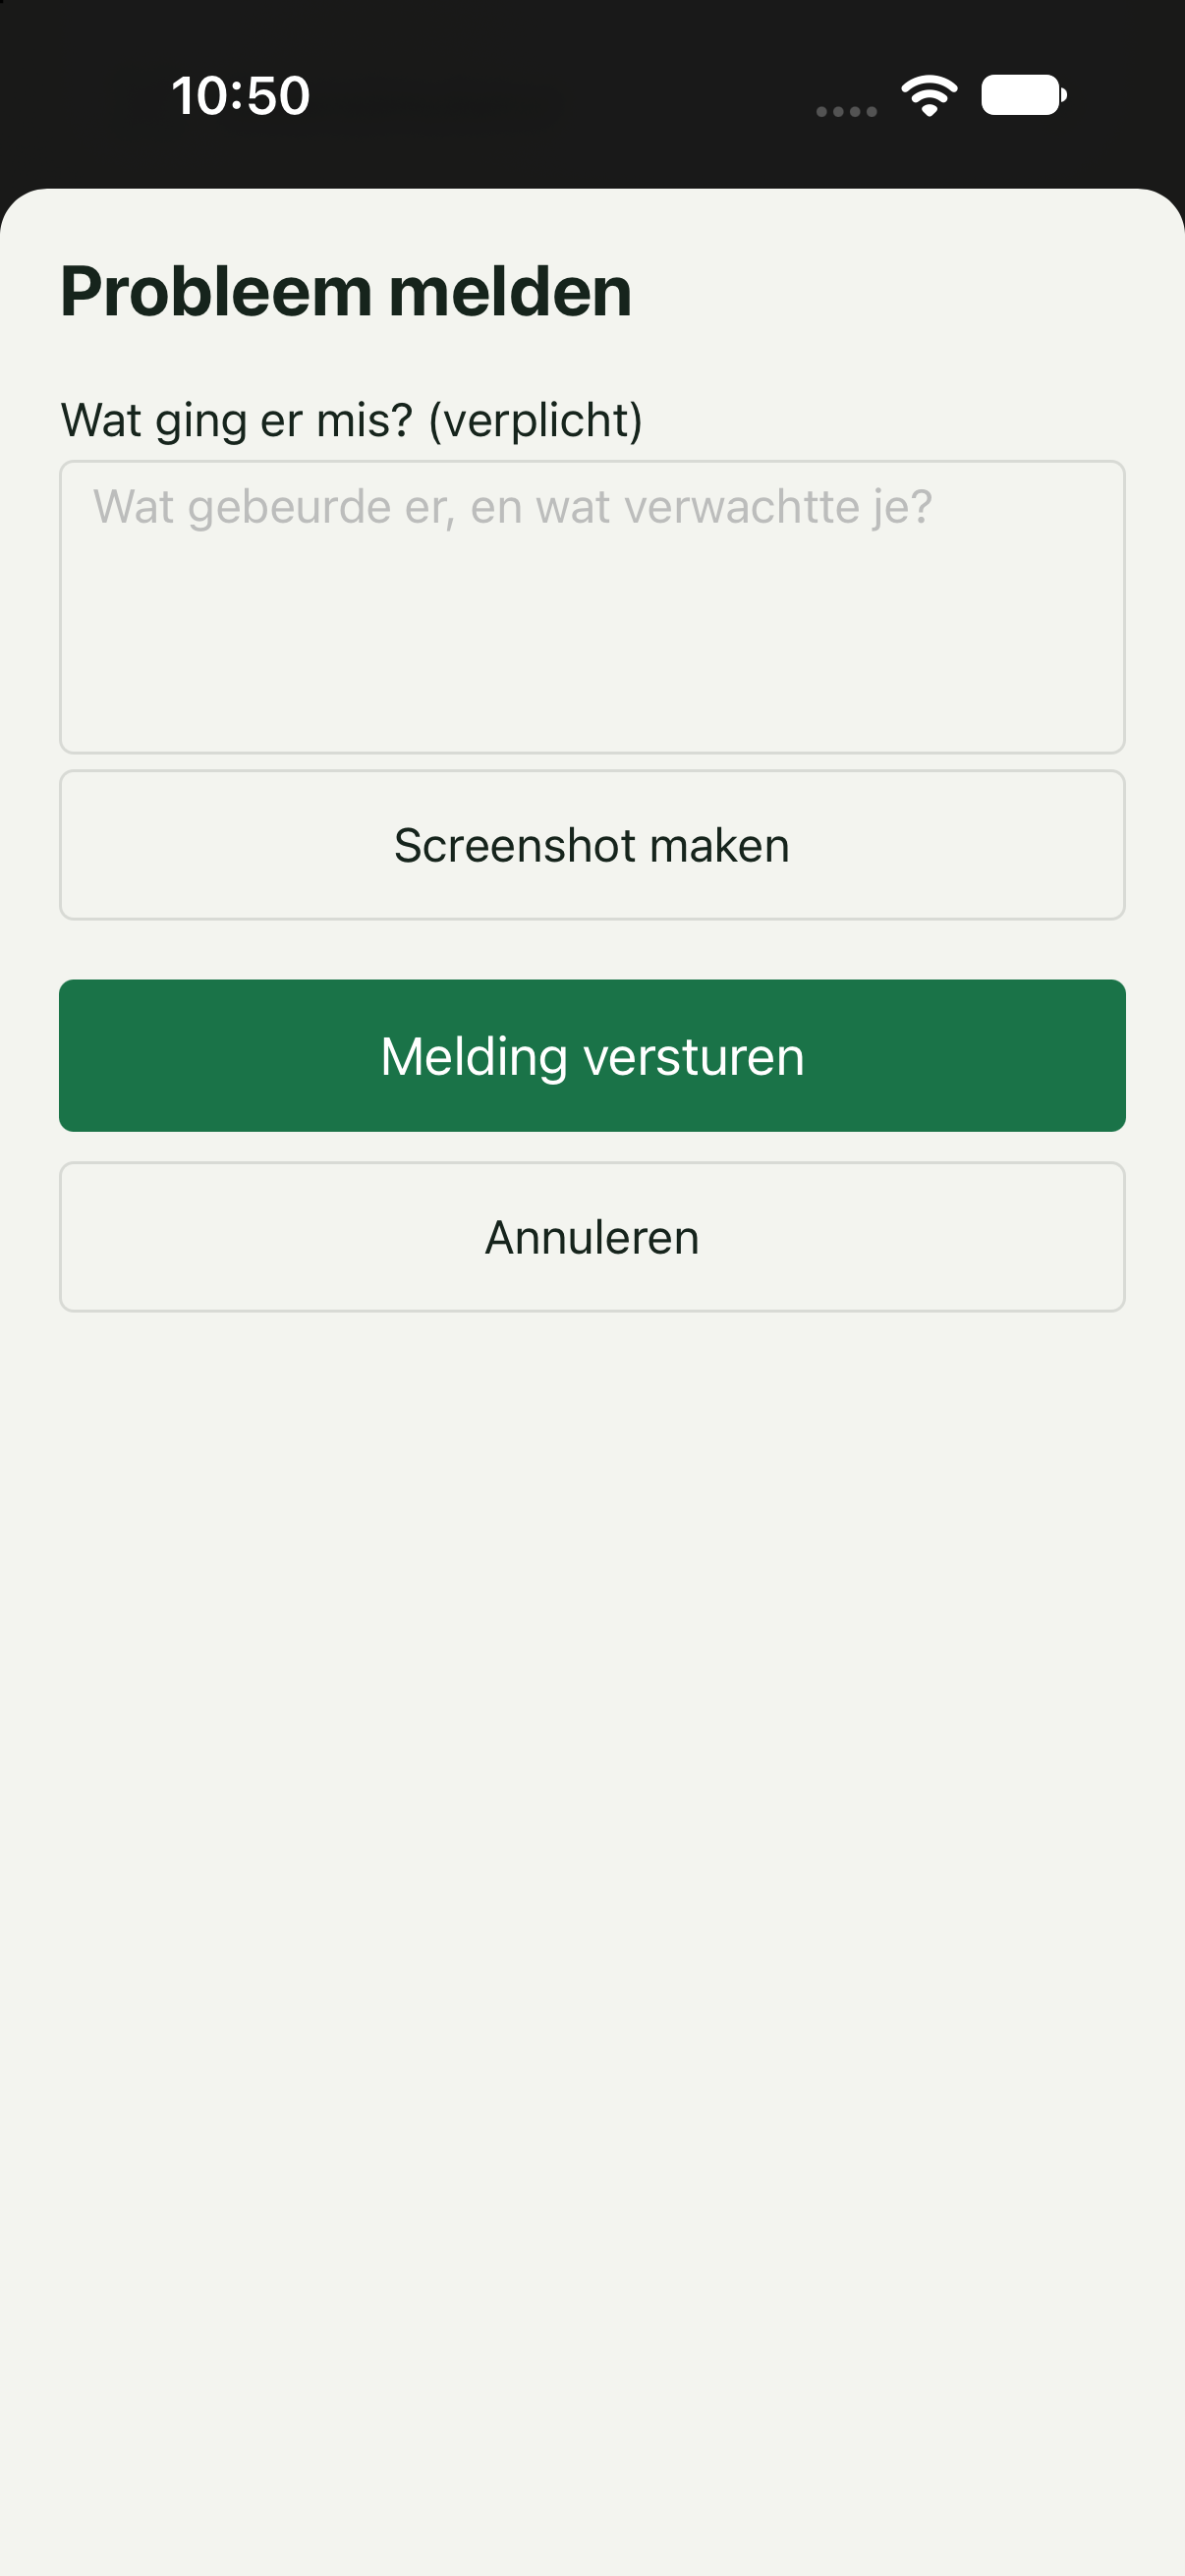 10:50
Probleem melden
Wat ging er mis? (verplicht)
Wat gebeurde er, en wat verwachtte je?
Screenshot maken
Melding versturen
Annuleren